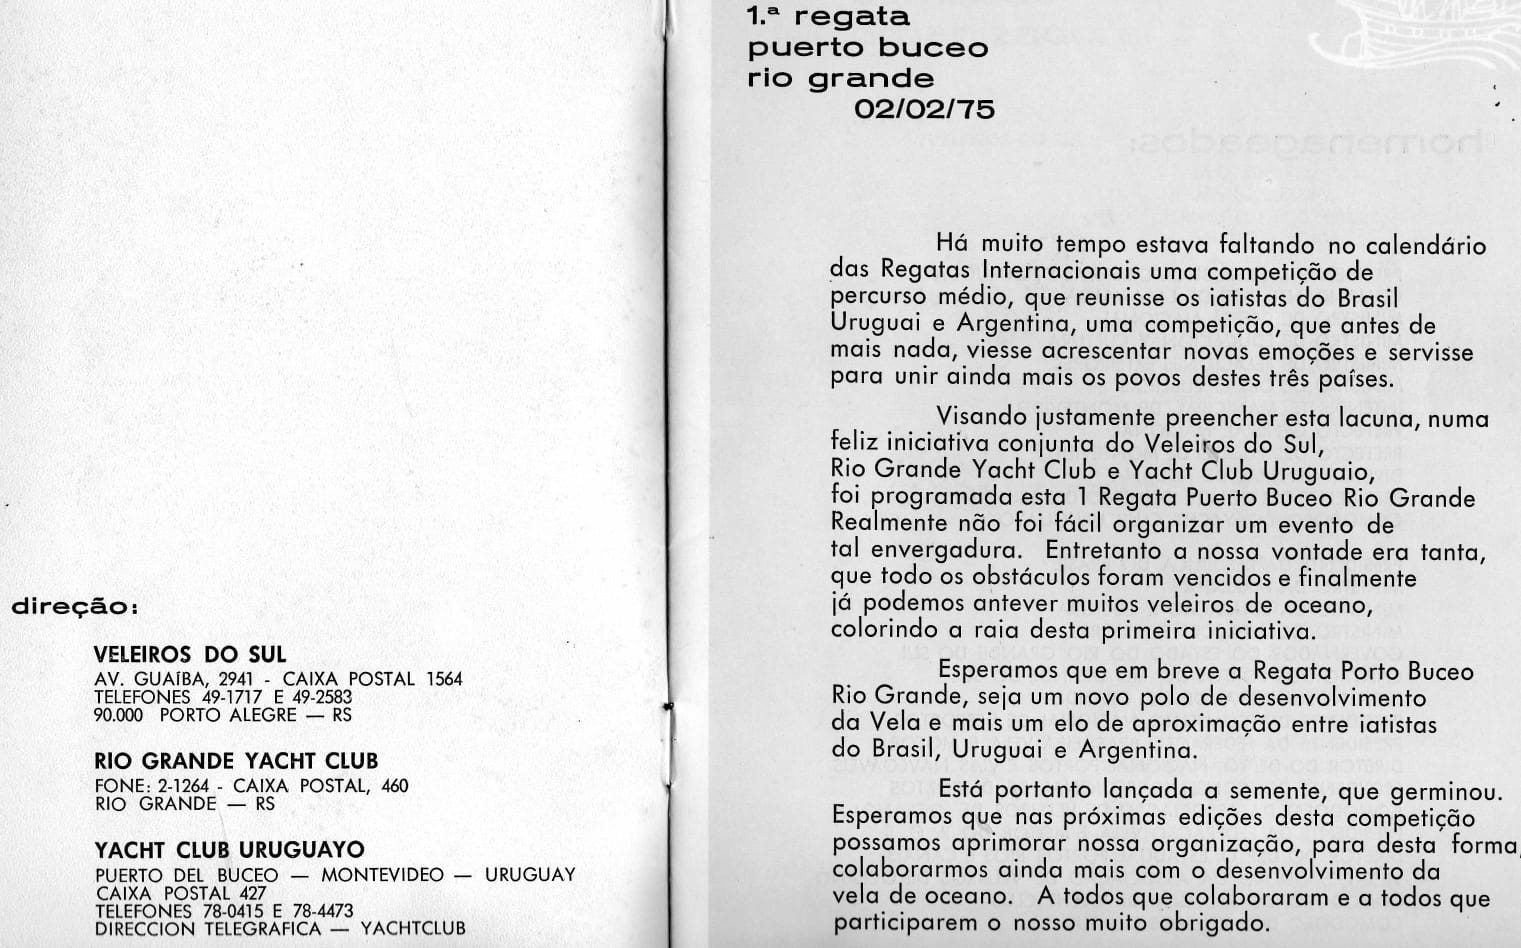 direção:
VELEIROS DO SUL
AV. GUAÍBA, 2941 - CAIXA POSTAL 1564
TELEFONES 49-1717 E 49-2583
90.000 PORTO ALEGRE — RS
RIO GRANDE YACHT CLUB
FONE: 2-1264 - CAIXA POSTAL, 460
RIO GRANDE — RS
YACHT CLUB URUGUAYO
PUERTO DEL BUCEO — MONTEVIDEO — URUGUAY
CAIXA POSTAL 427
TELEFONES 78-0415 E 78-4473
DIRECCION TELEGRAFICA — YACHTCLUB
1.ª regata
puerto buceo
rio grande
02/02/75
Há muito tempo estava faltando no calendário
das Regatas Internacionais uma competição de
percurso médio, que reunisse os iatistas do Brasil
Uruguai e Argentina, uma competição, que antes de
mais nada, viesse acrescentar novas emoções e servisse
para unir ainda mais os povos destes três países.
Visando justamente preencher esta lacuna, numa
feliz iniciativa conjunta do Veleiros do Sul,
Rio Grande Yacht Club e Yacht Club Uruguaio,
foi programada esta 1 Regata Puerto Buceo Rio Grande
Realmente não foi fácil organizar um evento de
tal envergadura. Entretanto a nossa vontade era tanta,
que todo os obstáculos foram vencidos e finalmente
já podemos antever muitos veleiros de oceano,
colorindo a raia desta primeira iniciativa.
Esperamos que em breve a Regata Porto Buceo
Rio Grande, seja um novo polo de desenvolvimento
da Vela e mais um elo de aproximação entre iatistas
do Brasil, Uruguai e Argentina.
Está portanto lançada a semente, que germinou.
Esperamos que nas próximas edições desta competição
possamos aprimorar nossa organização, para desta forma,
colaborarmos ainda mais com o desenvolvimento da
vela de oceano. A todos que colaboraram e a todos que
participarem o nosso muito obrigado.